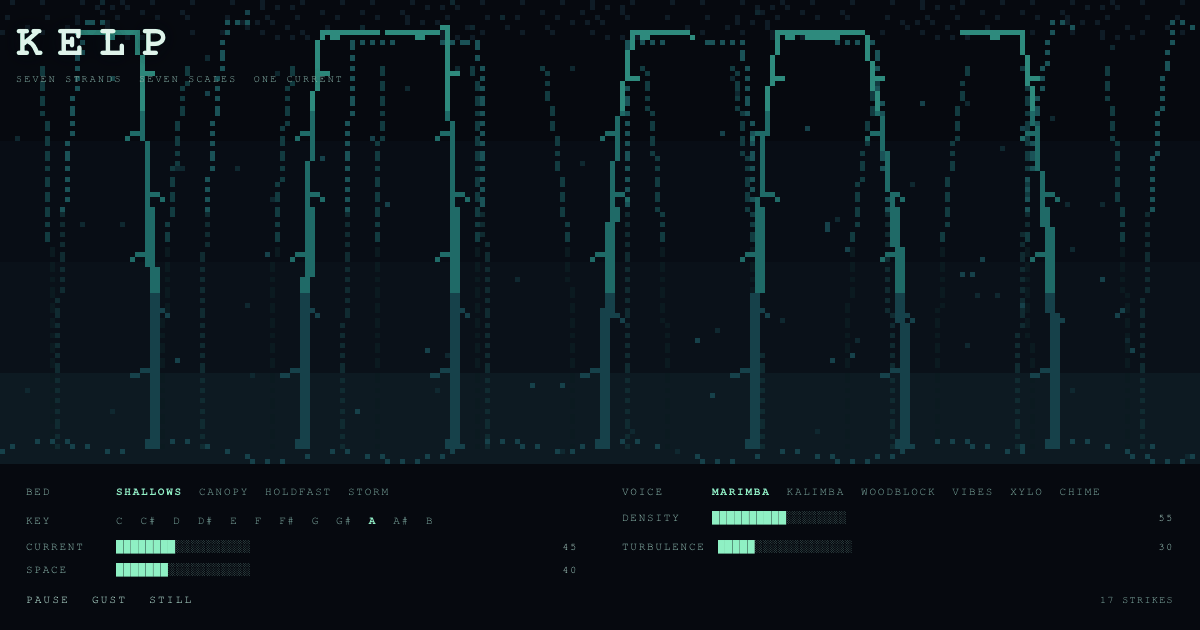 KELP
SEVEN STRANDS SEVEN SCALES ONE CURRENT
BED SHALLOWS CANOPY HOLDFAST STORM
KEY C C# D D# E F F# G G# A A# B
CURRENT 45
SPACE 40
PAUSE GUST STILL
VOICE MARIMBA KALIMBA WOODBLOCK VIBES XYLO CHIME
DENSITY 55
TURBULENCE 30
17 STRIKES